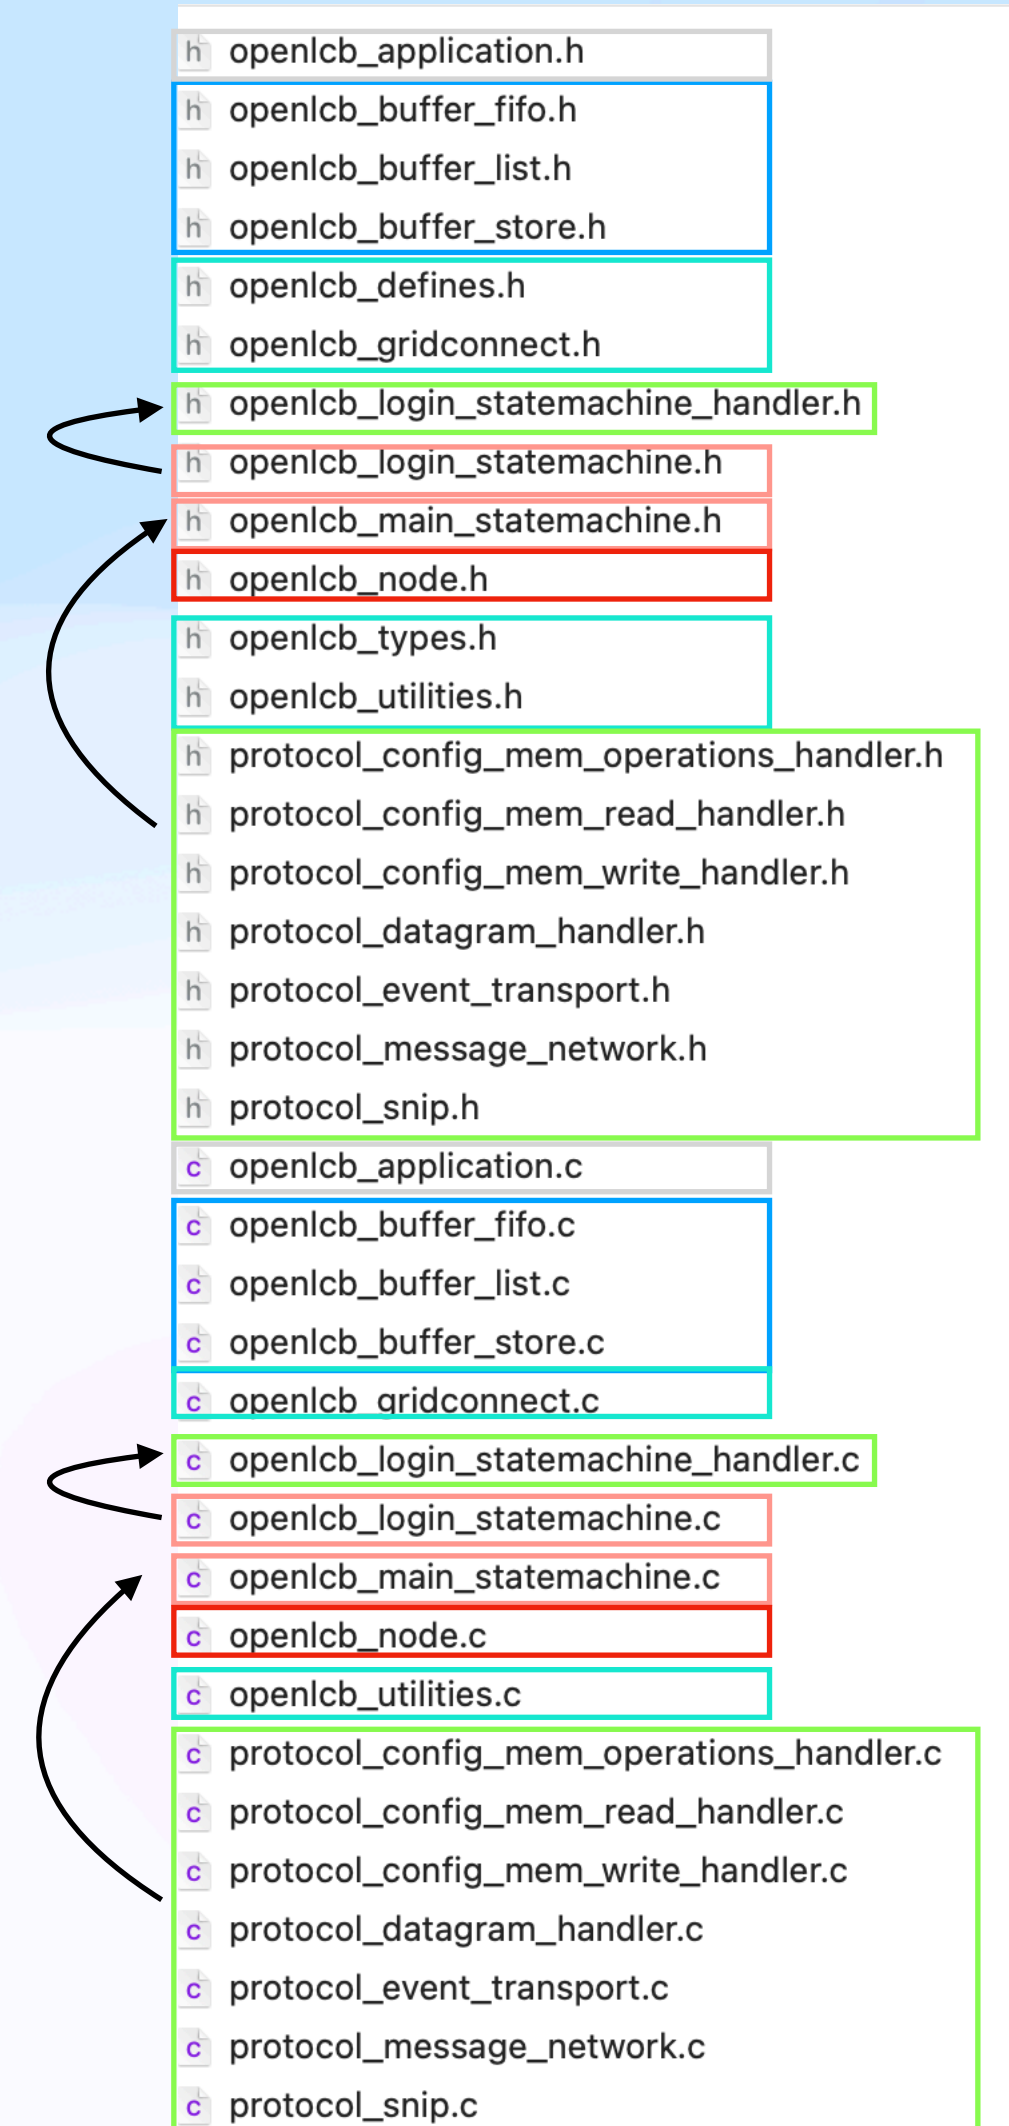 h openlcb_application.h
h openlcb_buffer_fifo.h
h openlcb_buffer_list.h
h openlcb_buffer_store.h
h openlcb_defines.h
h openlcb_gridconnect.h
h openlcb_login_statemachine_handler.h
h openlcb_login_statemachine.h
h openlcb_main_statemachine.h
h openlcb_node.h
h openlcb_types.h
h openlcb_utilities.h
h protocol_config_mem_operations_handler.h
h protocol_config_mem_read_handler.h
h protocol_config_mem_write_handler.h
h protocol_datagram_handler.h
h protocol_event_transport.h
h protocol_message_network.h
h protocol_snip.h
c openlcb_application.c
c openlcb_buffer_fifo.c
c openlcb_buffer_list.c
c openlcb_buffer_store.c
c openlcb_gridconnect.c
c openlcb_login_statemachine_handler.c
c openlcb_login_statemachine.c
c openlcb_main_statemachine.c
c openlcb_node.c
c openlcb_utilities.c
c protocol_config_mem_operations_handler.c
c protocol_config_mem_read_handler.c
c protocol_config_mem_write_handler.c
c protocol_datagram_handler.c
c protocol_event_transport.c
c protocol_message_network.c
c protocol_snip.c